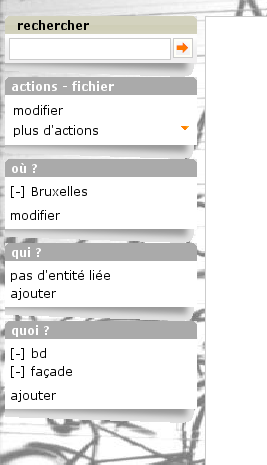 rechercher
actions - fichier
modifier
plus d'actions
où ?
[-] Bruxelles
modifier
qui ?
pas d'entité liée
ajouter
quoi ?
[-] bd
[-] façade
ajouter